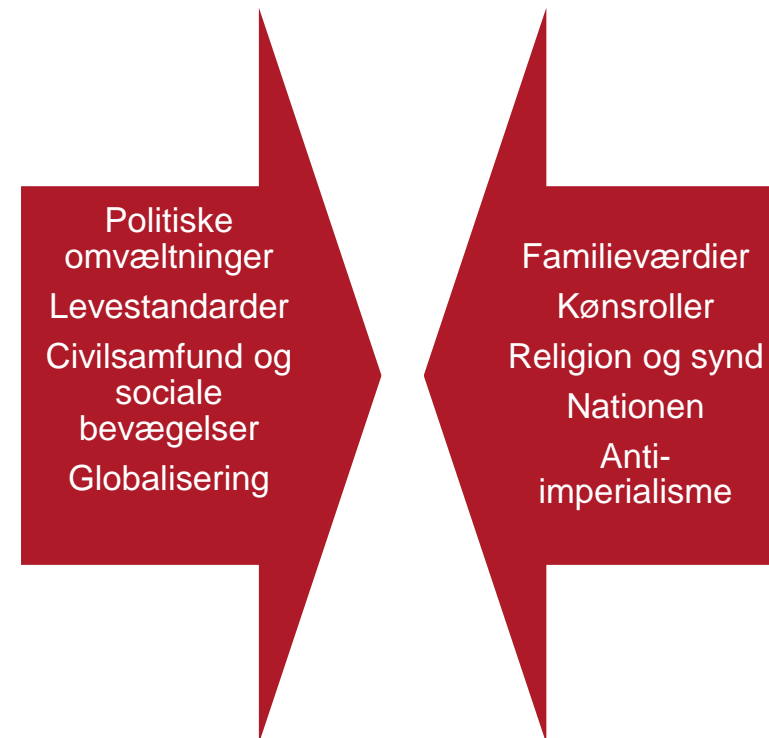 Politiske
omvæltninger
Levestandarder
Civilsamfund og
sociale
bevægelser
Globalisering
Familieværdier
Kønsroller
Religion og synd
Nationen
Anti-
imperialisme